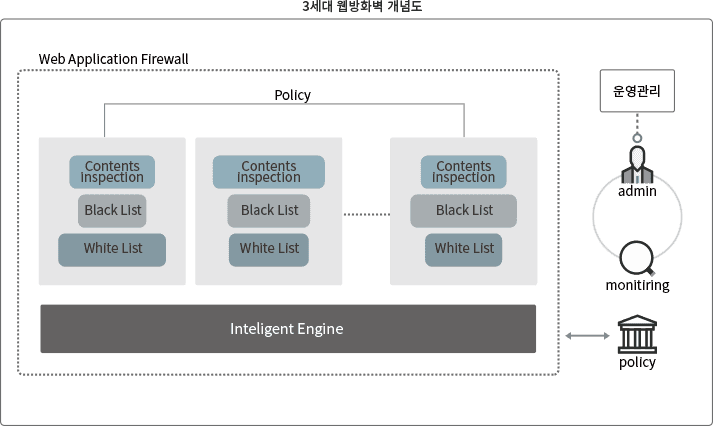 3세대 웹방화벽 개념도
Web Application Firewall
Policy
Contents
inspection
Black List
White List
Contents
inspection
Black List
White List
Contents
inspection
Black List
White List
Inteligent Engine
운영관리
admin
monitiring
policy